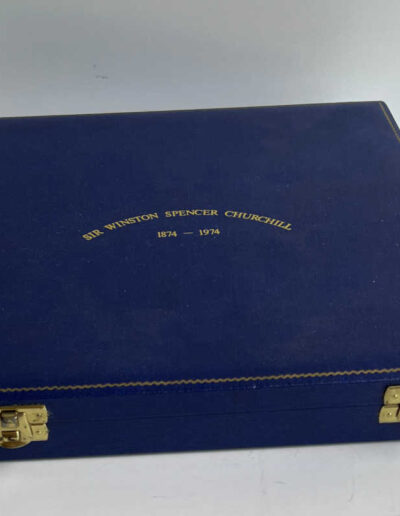 SIR WINSTON SPENCER CHURCHILL
1874 — 1974